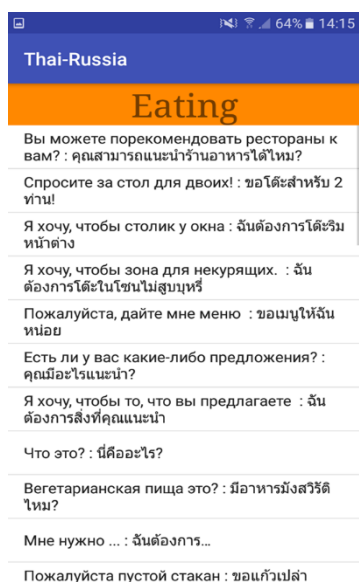 64% 14:15
Thai-Russia
Eating
Вы можете порекомендовать рестораны к
вам? : คุณสามารถแนะนำร้านอาหารได้ไหม?
Спросите за стол для двоих! : ขอโต๊ะสำหรับ 2
ท่าน!
Я хочу, чтобы столик у окна : ฉันต้องการโต๊ะริม
หน้าต่าง
Я хочу, чтобы зона для некурящих. : ฉัน
ต้องการโต๊ะในโซนไม่สูบบุหรี่
Пожалуйста, дайте мне меню : ขอเมนูให้ฉัน
หน่อย
Есть ли у вас какие-либо предложения? :
คุณมีอะไรแนะนำ?
Я хочу, чтобы то, что вы предлагаете : ฉัน
ต้องการสิ่งที่คุณแนะนำ
Что это? : นี่คืออะไร?
Вегетарианская пища это? : มีอาหารมังสวิรัติ
ไหม?
Мне нужно ... : ฉันต้องการ...
Пожалуйста пустой стакан : ขอแก้วเปล่า